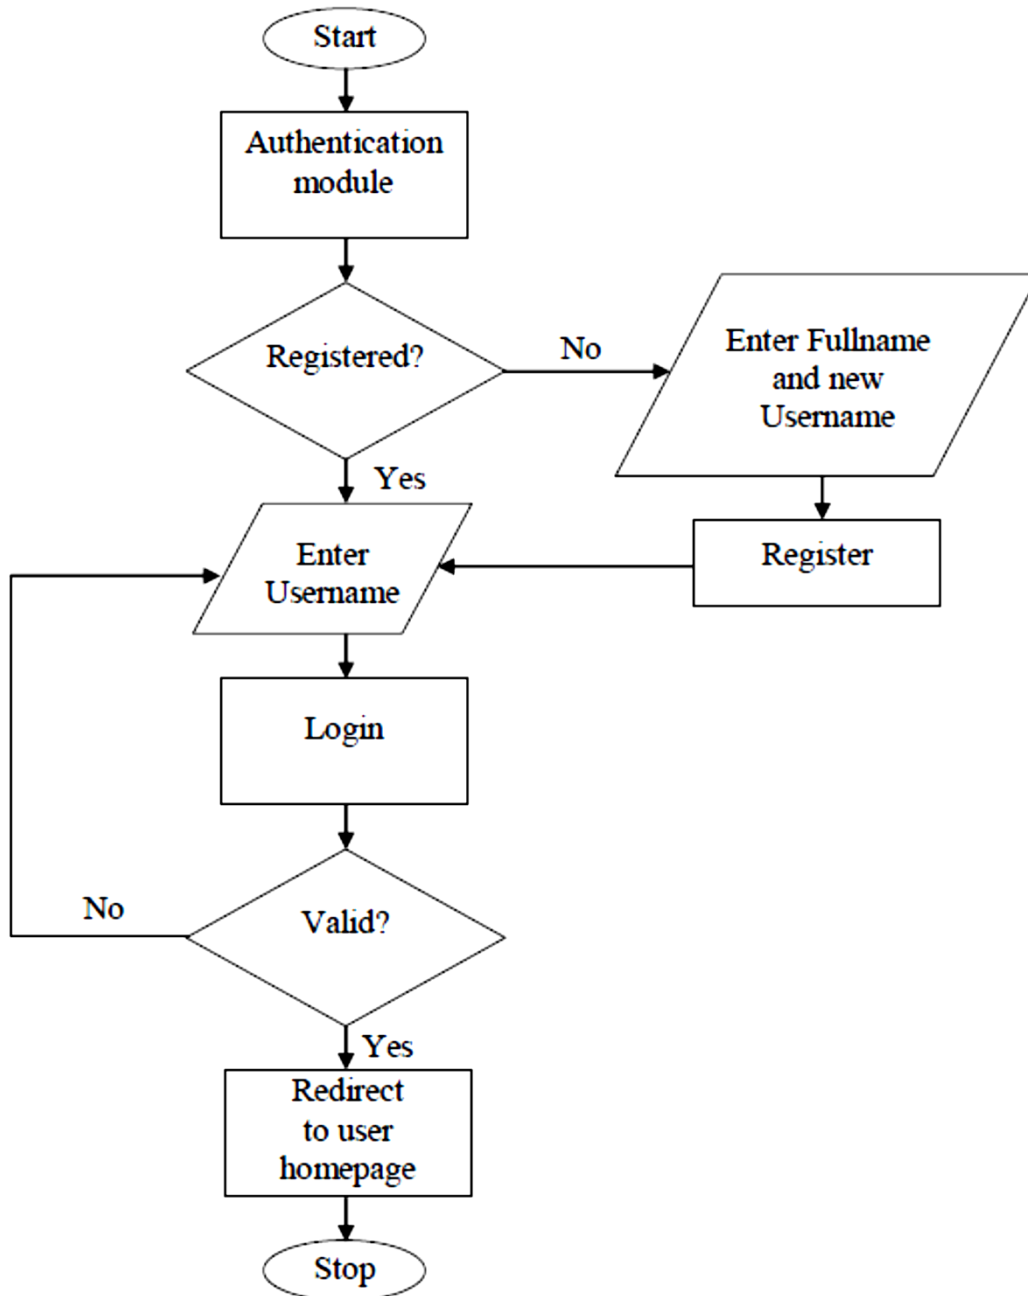 Start
Authentication
module
Registered?
No
Enter Fullname
and new
Username
Yes
Enter
Username
Register
Login
No
Valid?
Yes
Redirect
to user
homepage
Stop